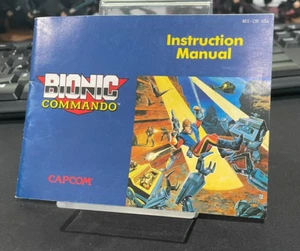 Instruction
Manual
BIONIC
COMMANDO
CAPCOM